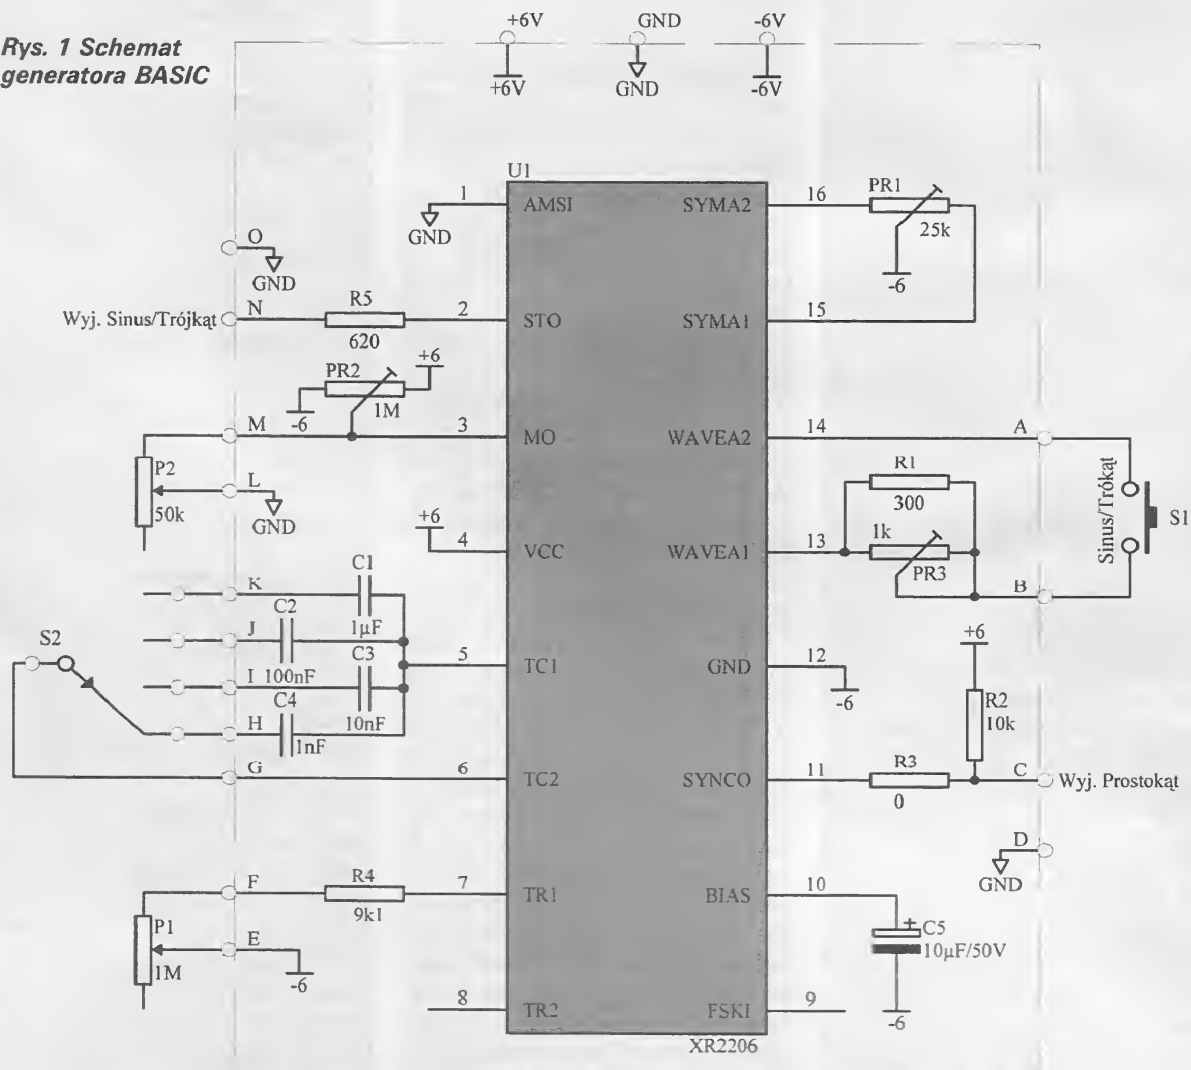 Rys. 1 Schemat
generatora BASIC
+6V
GND
-6V
+6V
GND
-6V
U1
1
AMSI
SYMA2
16
PR1
25k
-6
GND
O
GND
N
Wyj. Sinus/Trójkąt
R5
620
2
STO
SYMA1
15
+6
PR2
1M
-6
M
3
MO
WAVEA2
14
A
P2
50k
L
GND
R1
300
Sinus/Trókąt
S1
+6
4
VCC
WAVEA1
13
1k
PR3
B
K
C1
1µF
C2
J
100nF
S2
5
TC1
GND
12
-6
+6
C3
I
10nF
C4
H
1nF
R2
10k
G
6
TC2
SYNCO
11
R3
0
C
Wyj. Prostokąt
D
GND
F
R4
9k1
7
TR1
BIAS
10
P1
1M
E
-6
+
C5
10µF/50V
-6
8
TR2
FSKI
9
XR2206